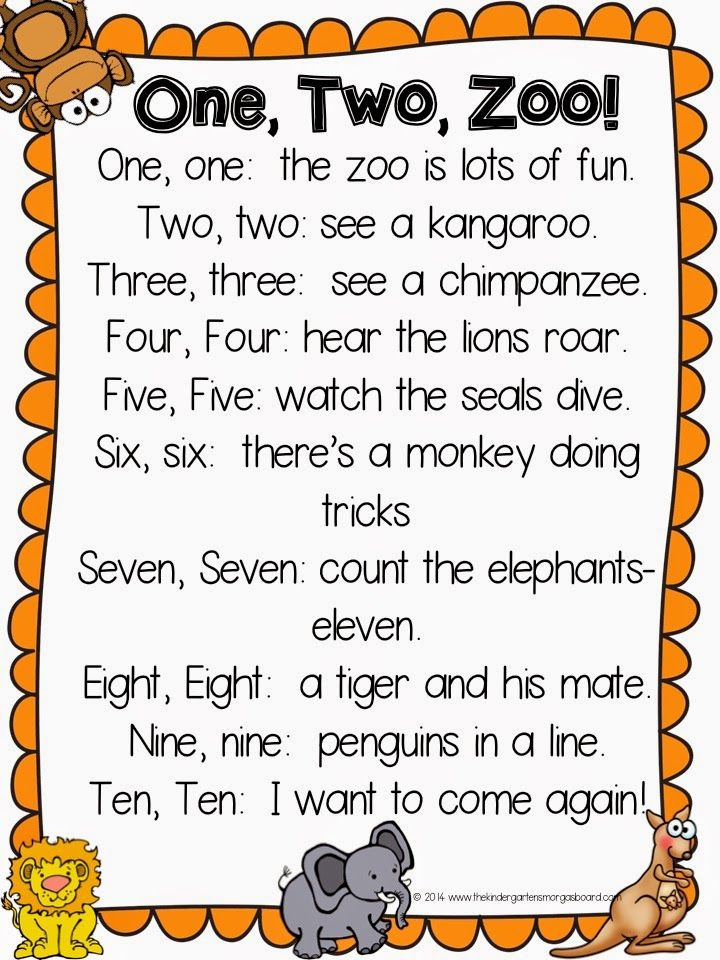 One, Two, Zoo!
One, one:  the zoo is lots of fun.
Two, two: see a kangaroo.
Three, three:  see a chimpanzee.
Four, Four: hear the lions roar.
Five, Five: watch the seals dive.
Six, six:  there's a monkey doing
tricks
Seven, Seven: count the elephants-
eleven.
Eight, Eight:  a tiger and his mate.
Nine, nine:  penguins in a line.
Ten, Ten:  I want to come again!
© 2014 www.thekindergartensmorgasboard.com